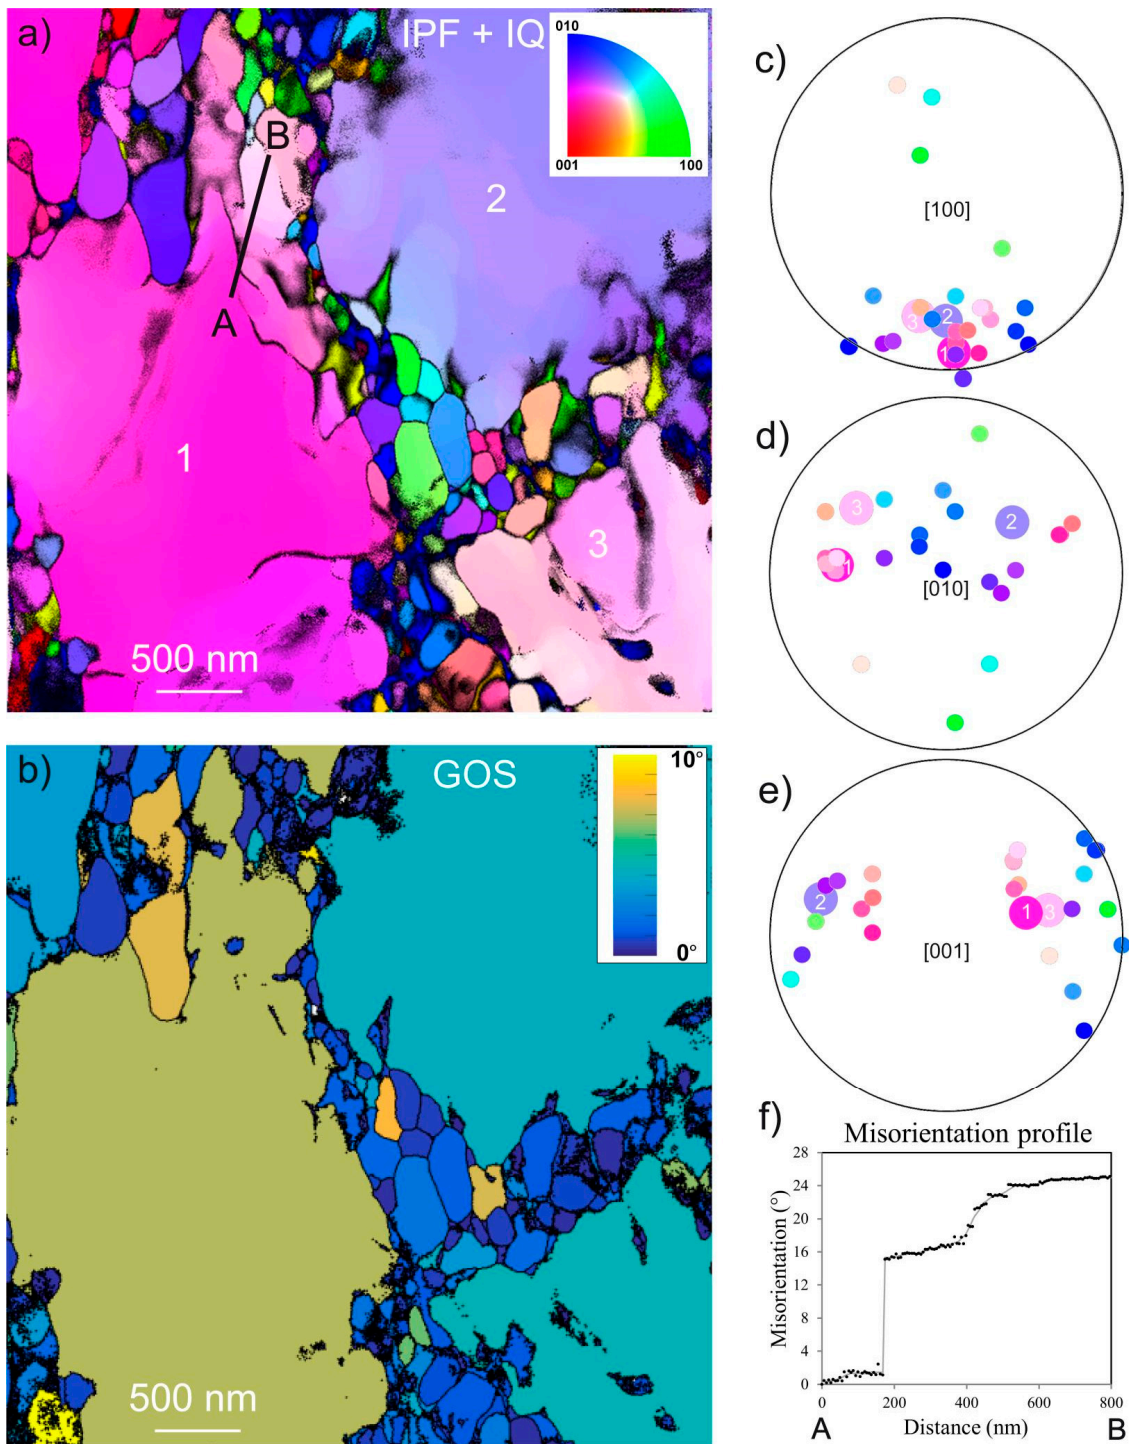 a)
IPF + IQ
010
001
100
B
A
1
2
3
500 nm
b)
GOS
10°
0°
500 nm
c)
[100]
3
2
1
d)
3
2
1
[010]
e)
2
1
3
[001]
f)
Misorientation profile
Misorientation (°)
28
24
20
16
12
8
4
0
0
200
400
600
800
A
Distance (nm)
B